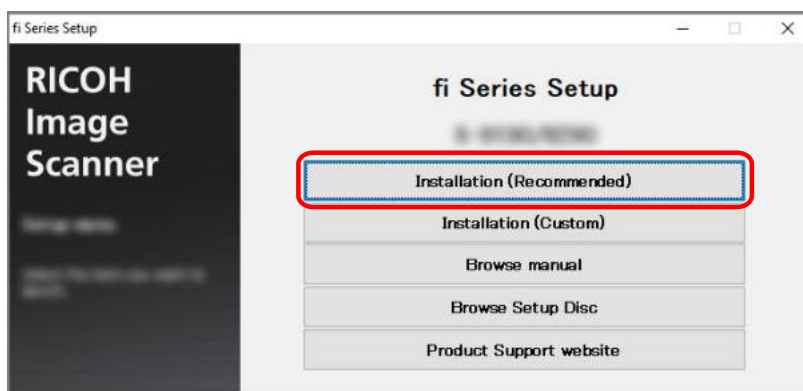 fi Series Setup
RICOH
Image
Scanner
fi Series Setup
Installation (Recommended)
Installation (Custom)
Browse manual
Browse Setup Disc
Product Support website